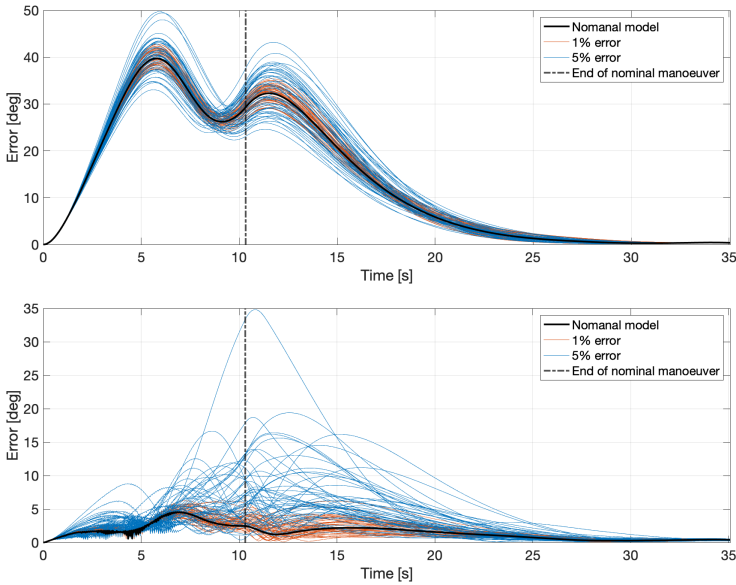 50
40
30
20
10
0
Error [deg]
0 5 10 15 20 25 30 35
Time [s]
Nomanal model
1% error
5% error
End of nominal manoeuver
35
30
25
20
15
10
5
0
Error [deg]
0 5 10 15 20 25 30 35
Time [s]
Nomanal model
1% error
5% error
End of nominal manoeuver